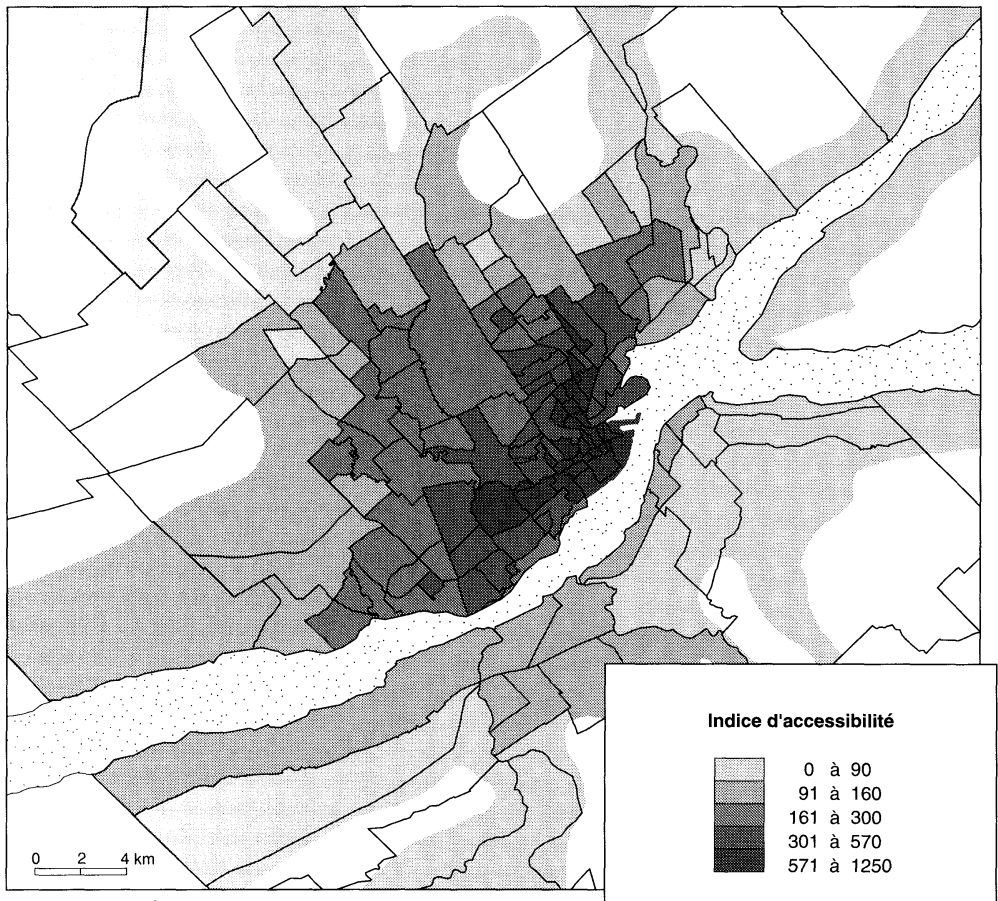 Indice d'accessibilité
0 à 90
91 à 160
161 à 300
301 à 570
571 à 1250
0 2 4 km